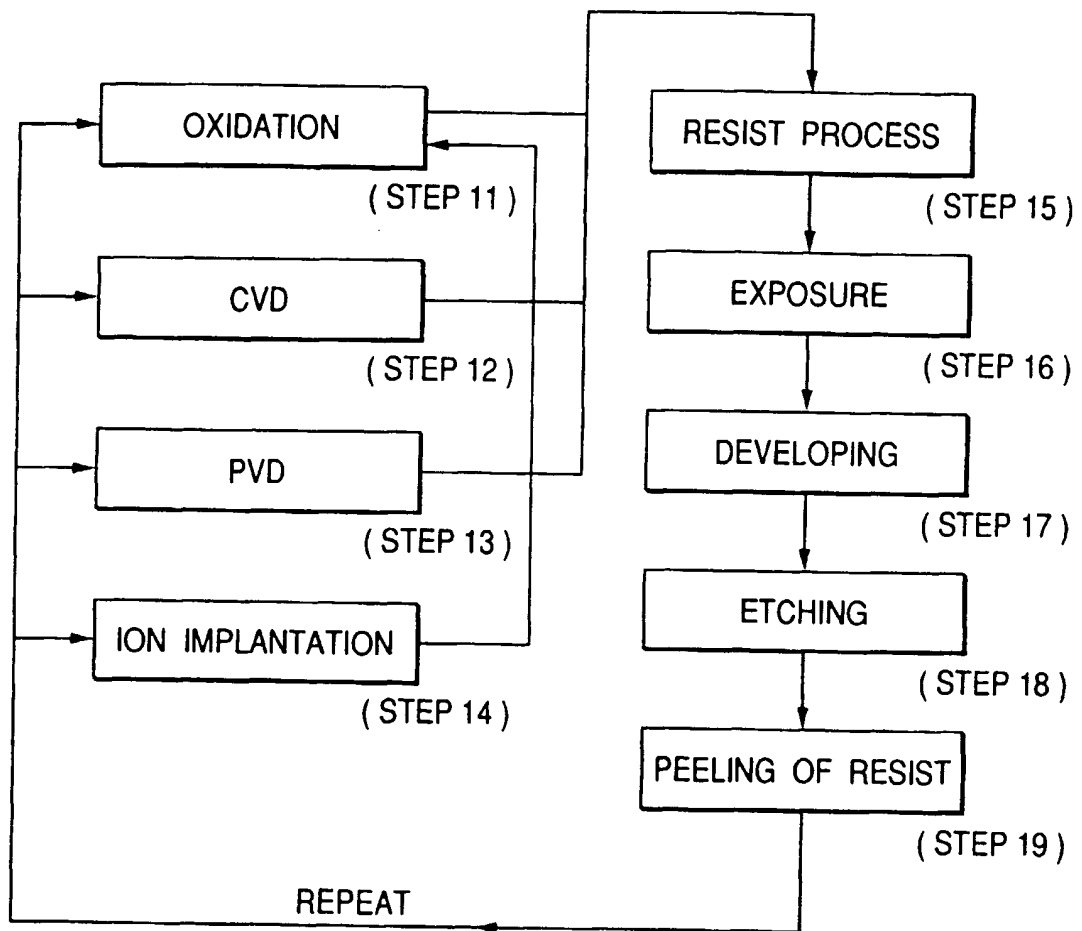 OXIDATION
( STEP 11 )
CVD
( STEP 12 )
PVD
( STEP 13 )
ION IMPLANTATION
( STEP 14 )
RESIST PROCESS
( STEP 15 )
EXPOSURE
( STEP 16 )
DEVELOPING
( STEP 17 )
ETCHING
( STEP 18 )
PEELING OF RESIST
( STEP 19 )
REPEAT